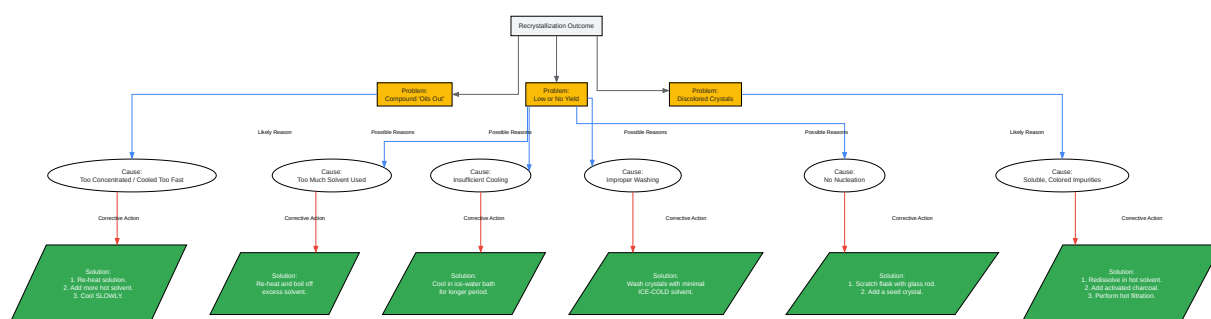 Recrystallization Outcome
Problem:
Compound 'Oils Out'
Problem:
Low or No Yield
Problem:
Discolored Crystals
Likely Reason
Possible Reasons
Possible Reasons
Possible Reasons
Possible Reasons
Likely Reason
Cause:
Too Concentrated / Cooled Too Fast
Cause:
Too Much Solvent Used
Cause:
Insufficient Cooling
Cause:
Improper Washing
Cause:
No Nucleation
Cause:
Soluble, Colored Impurities
Corrective Action
Corrective Action
Corrective Action
Corrective Action
Corrective Action
Corrective Action
Solution:
1. Re-heat solution.
2. Add more hot solvent.
3. Cool SLOWLY.
Solution:
Re-heat and boil off
excess solvent.
Solution:
Cool in ice-water bath
for longer period.
Solution:
Wash crystals with minimal
ICE-COLD solvent.
Solution:
1. Scratch flask with glass rod.
2. Add a seed crystal.
Solution:
1. Redissolve in hot solvent.
2. Add activated charcoal.
3. Perform hot filtration.